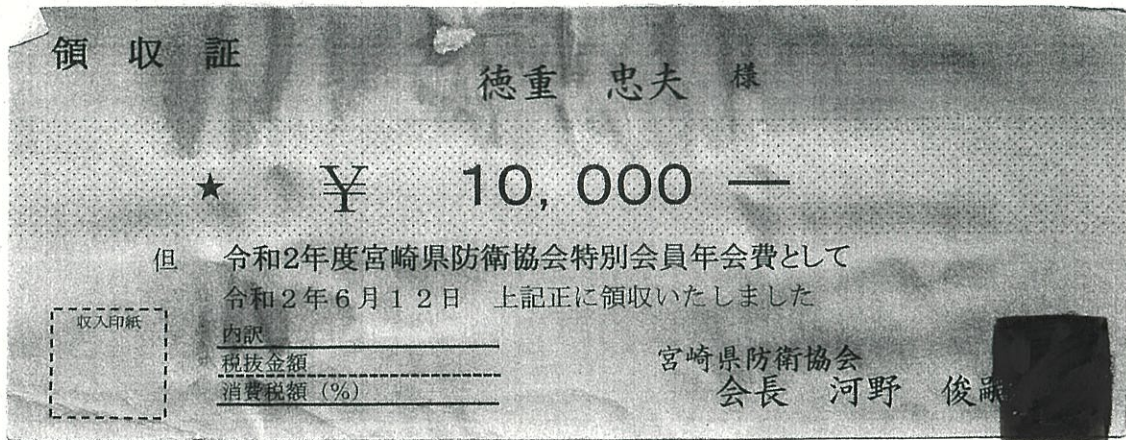 領収証
徳重 忠夫 様
★ ¥ 10,000 ―
但 令和2年度宮崎県防衛協会特別会員年会費として
令和2年6月12日 上記正に領収いたしました
収入印紙
内訳
税抜金額
消費税額(%)
宮崎県防衛協会
会長 河野 俊嗣